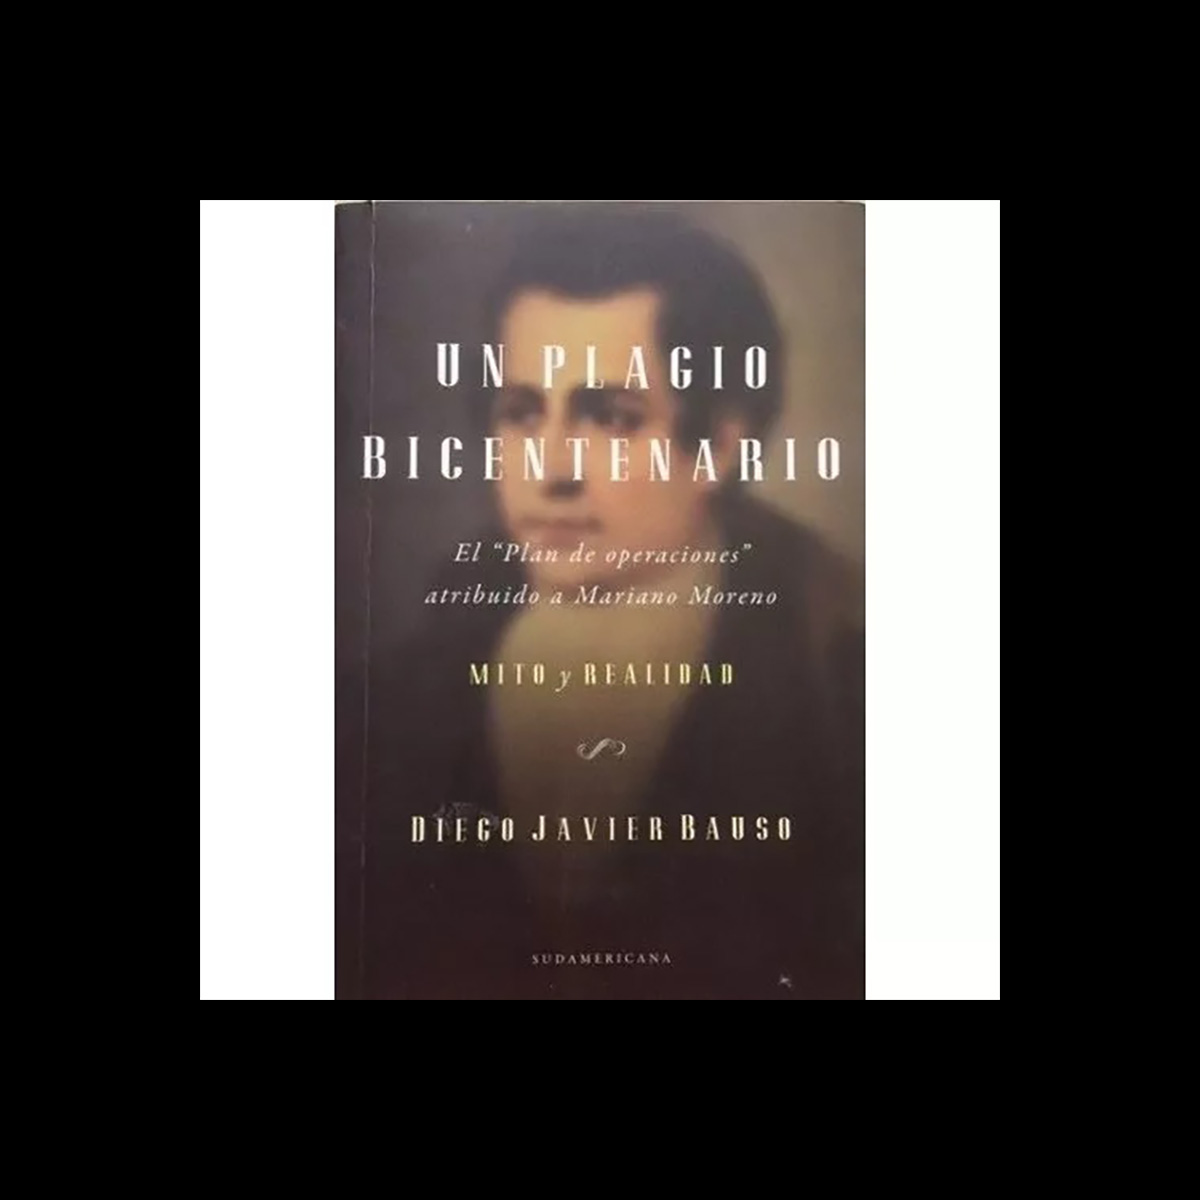 UN PLAGIO
BICENTENARIO
El “Plan de operaciones”
atribuido a Mariano Moreno
MITO y REALIDAD
DIEGO JAVIER BAUSO
SUDAMERICANA